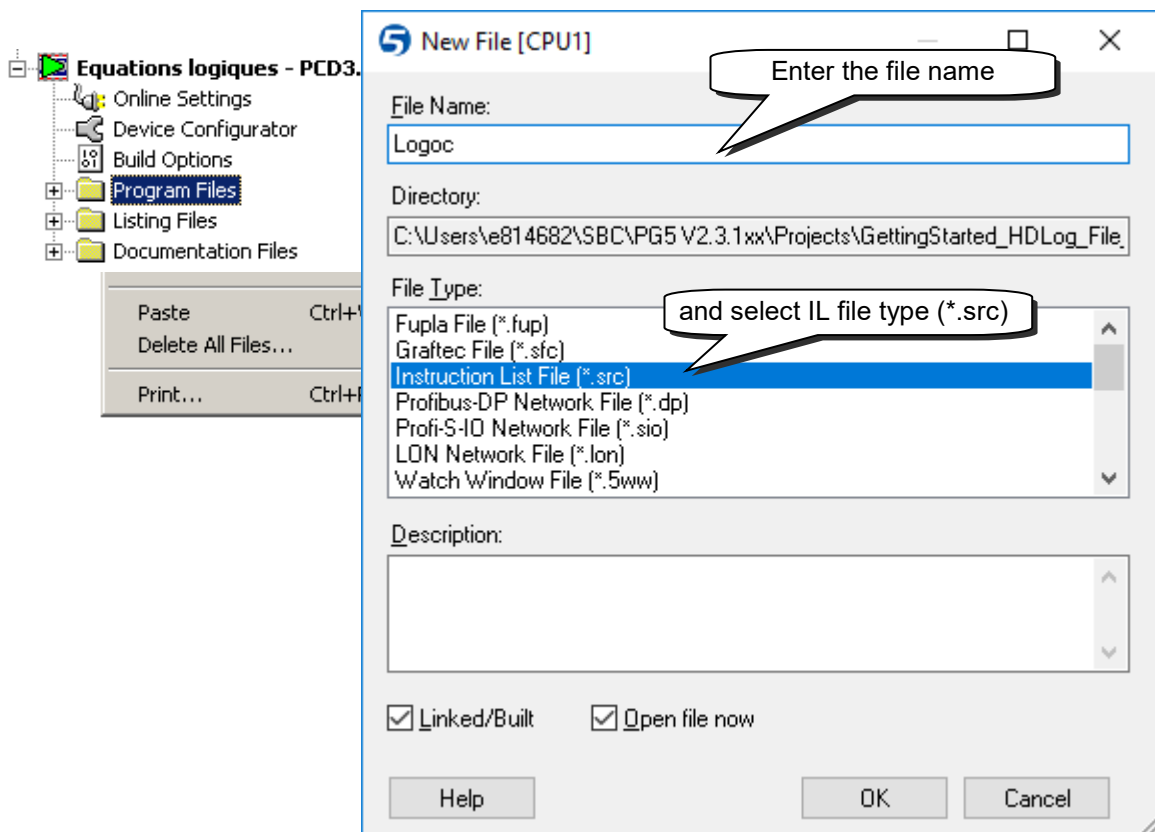 Equations logiques - PCD3.
Online Settings
Device Configurator
Build Options
Program Files
Listing Files
Documentation Files
Paste Ctrl+
Delete All Files...
Print... Ctrl+
New File [CPU1]
Enter the file name
File Name:
Logoc
Directory:
C:\Users\e814682\SBC\PG5 V2.3.1xx\Projects\GettingStarted_HDLog_File_
File Type:
and select IL file type (*.src)
Fupla File (*.fup)
Graftec File (*.sfc)
Instruction List File (*.src)
Profibus-DP Network File (*.dp)
Profi-S-IO Network File (*.sio)
LON Network File (*.lon)
Watch Window File (*.5ww)
Description:
Linked/Built Open file now
Help OK Cancel